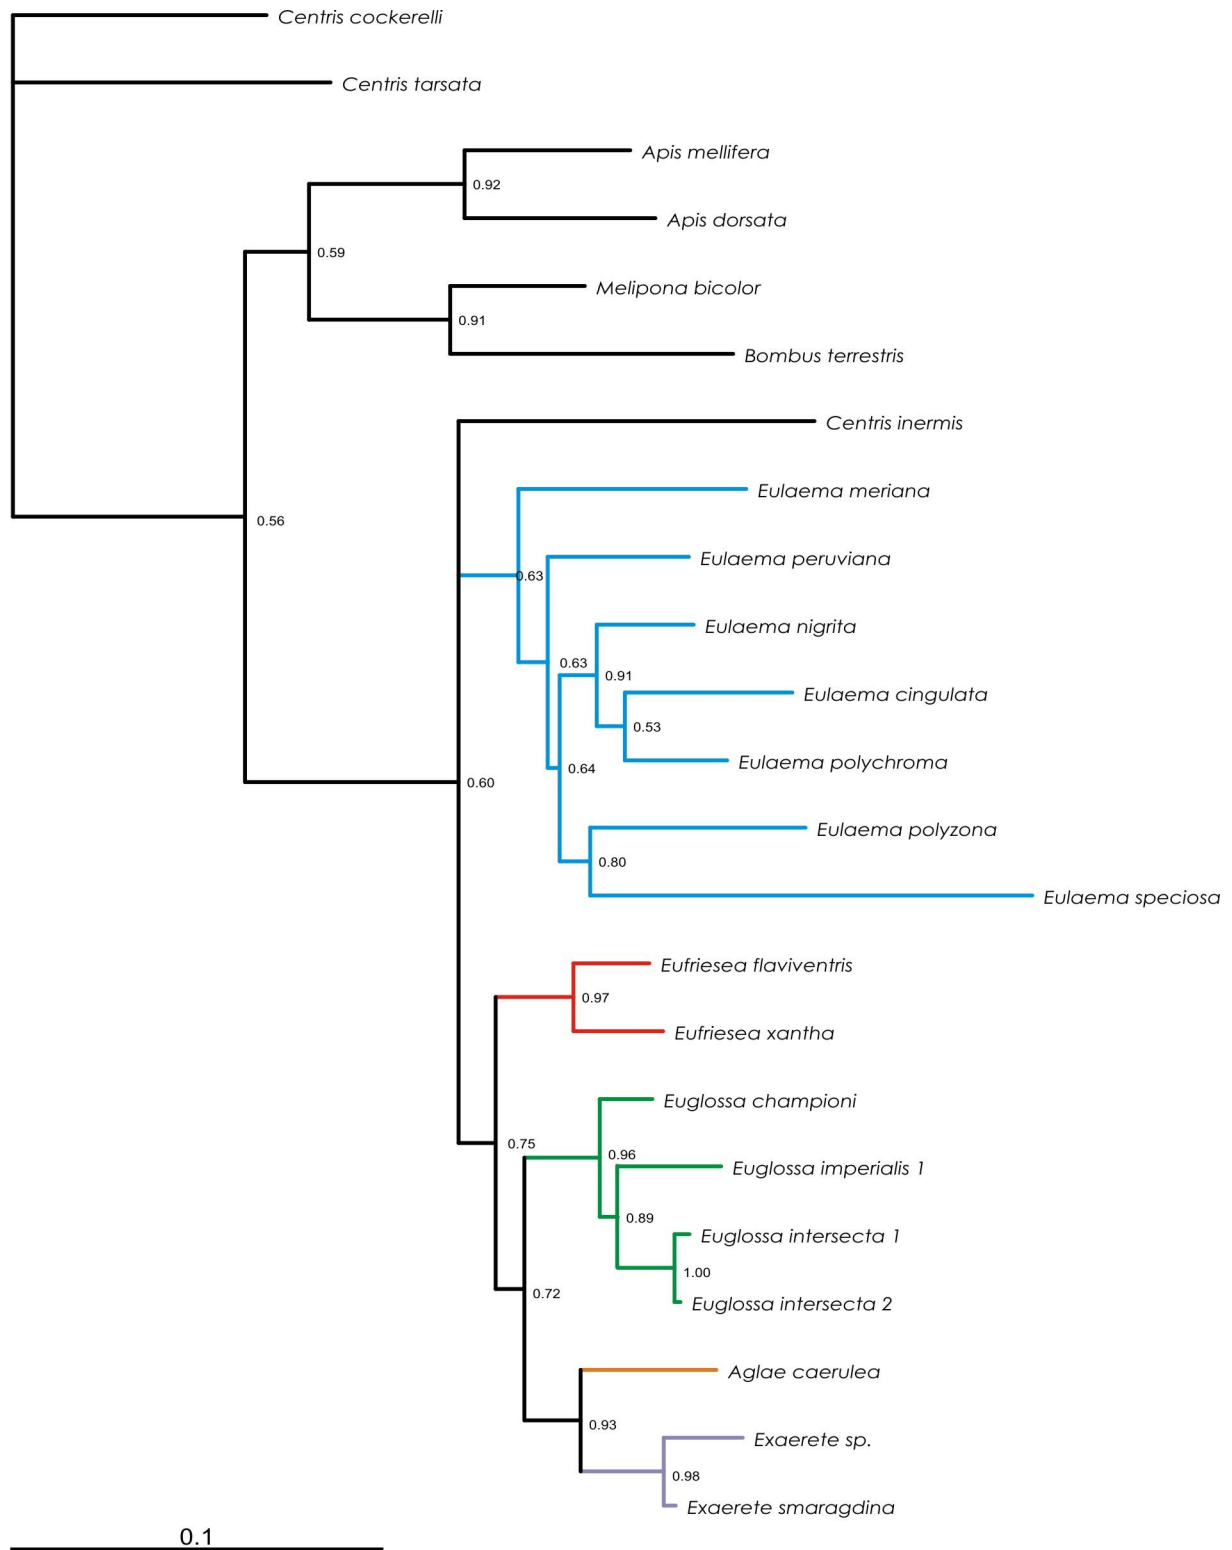 Centris cockerelli
Centris tarsata
Apis mellifera
0.92
Apis dorsata
0.59
Melipona bicolor
0.91
Bombus terrestris
Centris inermis
Eulaema meriana
0.56
Eulaema peruviana
0.63
Eulaema nigrita
0.63
0.91
Eulaema cingulata
0.53
Eulaema polychroma
0.64
0.60
Eulaema polyzona
0.80
Eulaema speciosa
Eufriesea flaviventris
0.97
Eufriesea xantha
Euglossa championi
0.75
0.96
Euglossa imperialis 1
0.89
Euglossa intersecta 1
1.00
0.72
Euglossa intersecta 2
Aglae caerulea
0.93
Exaerete sp.
0.98
Exaerete smaragdina
0.1